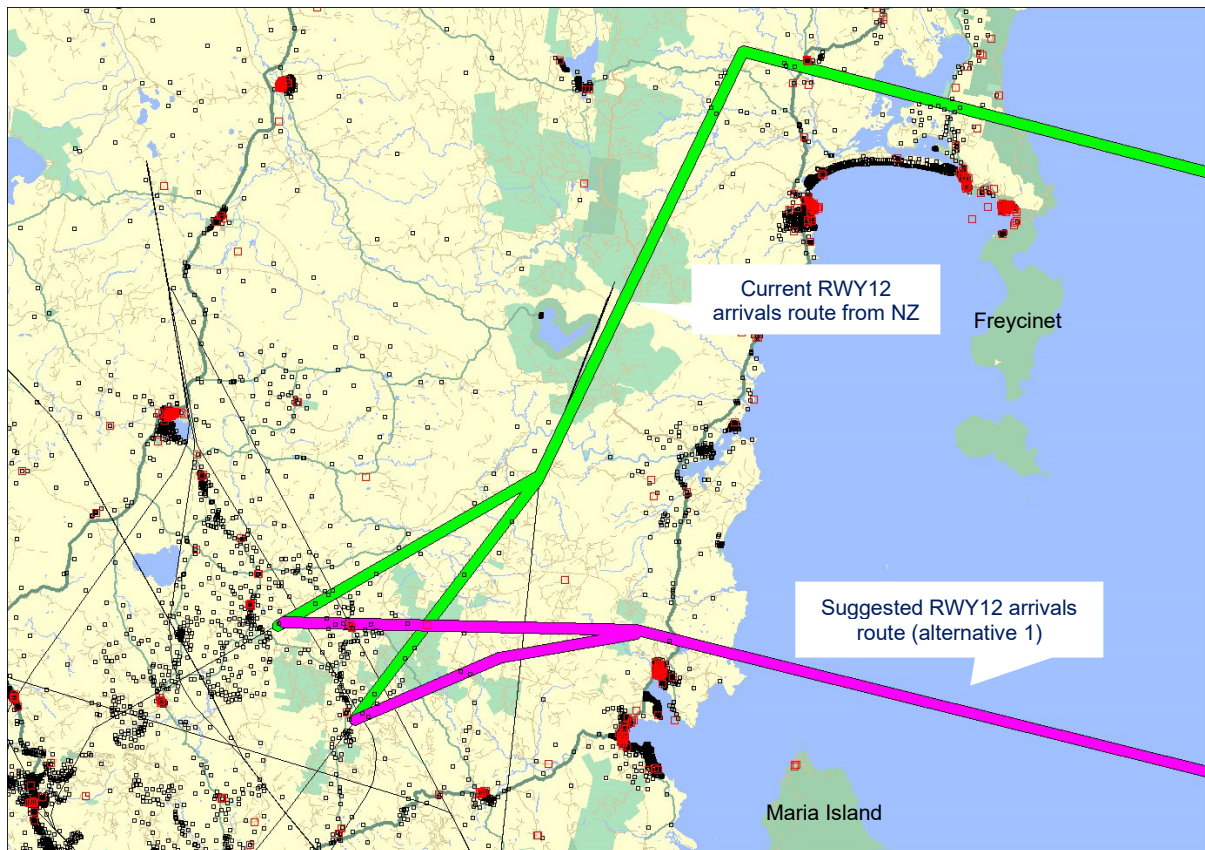 Current RWY12
arrivals route from NZ
Freycinet
Suggested RWY12 arrivals
route (alternative 1)
Maria Island